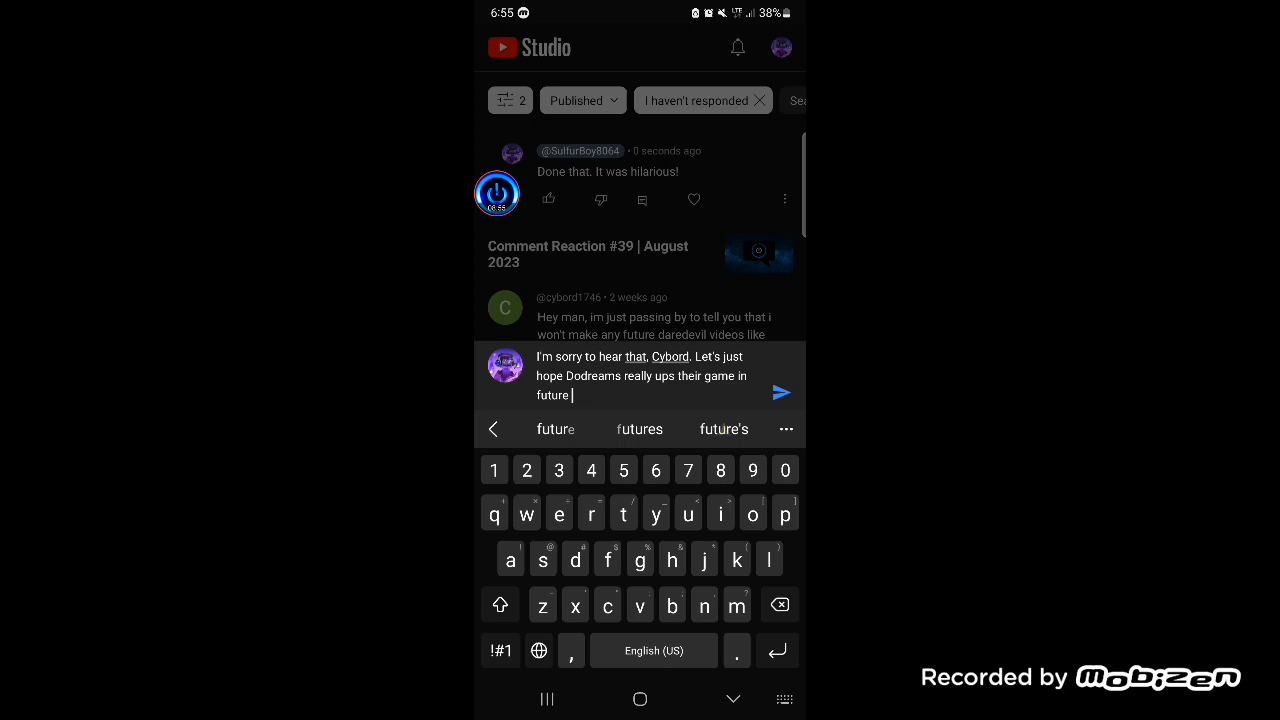 6:55
LTE
38%
Studio
2
Published
I haven't responded
Sea
@SulfurBoy8064 • 0 seconds ago
Done that. It was hilarious!
08:55
Comment Reaction #39 | August
2023
C
@cybord1746 • 2 weeks ago
Hey man, im just passing by to tell you that i
won't make any future daredevil videos like
I'm sorry to hear that, Cybord. Let's just
hope Dodreams really ups their game in
future
future futures future's
1 2 3 4 5 6 7 8 9 0
q w e r t y u i o p
a s d f g h j k l
z x c v b n m
!#1 , English (US) .
Recorded by mobizen